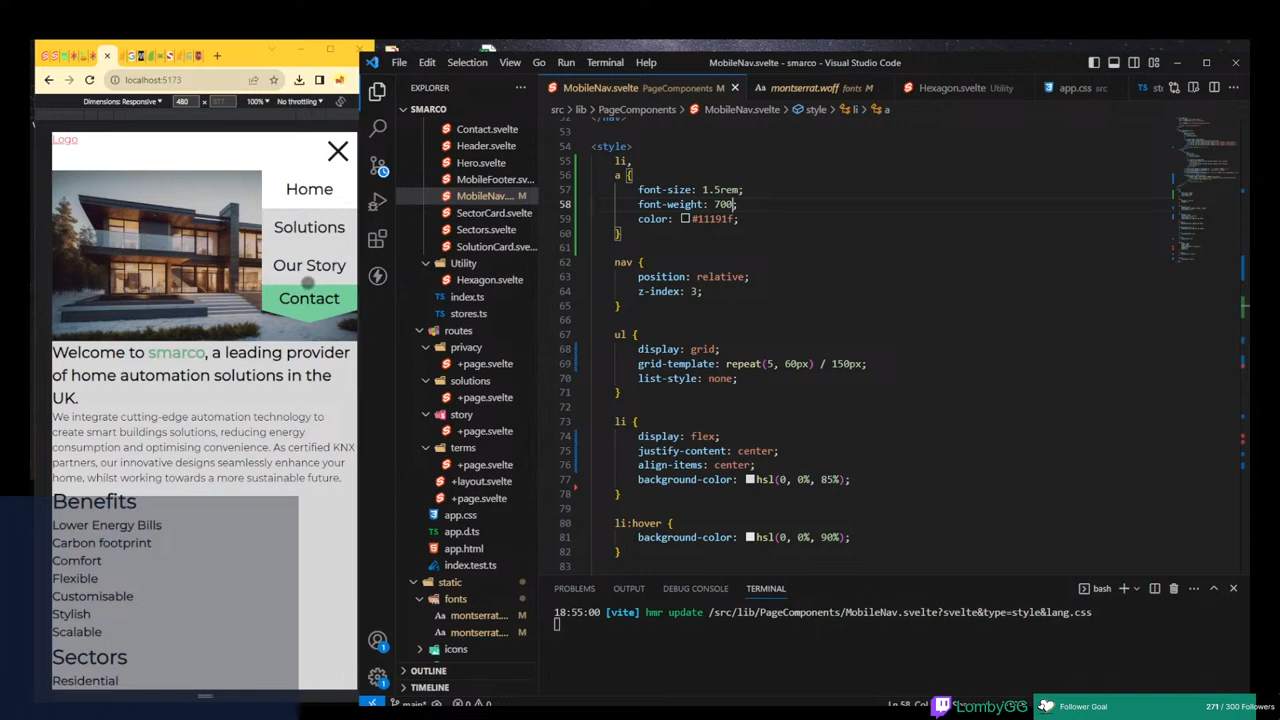 File Edit Selection View Go Run Terminal Help
MobileNav.svelte - smarco - Visual Studio Code
localhost:5173
Dimensions: Responsive 480 × 877 100% No throttling
Logo
Home
Solutions
Our Story
Contact
Welcome to smarco, a leading provider
of home automation solutions in the
UK.
We integrate cutting-edge automation technology to
create smart buildings solutions, reducing energy
consumption and optimising convenience. As certified KNX
partners, our innovative designs seamlessly enhance your
home, whilst working towards a more sustainable future.
Benefits
Lower Energy Bills
Carbon footprint
Comfort
Flexible
Customisable
Stylish
Scalable
Sectors
Residential
EXPLORER
SMARCO
Contact.svelte
Header.svelte
Hero.svelte
MobileFooter.sv...
MobileNav.... M
SectorCard.svelte
Sectors.svelte
SolutionCard.sv...
Utility
Hexagon.svelte
index.ts
stores.ts
routes
privacy
+page.svelte
solutions
+page.svelte
story
+page.svelte
terms
+page.svelte
+layout.svelte
+page.svelte
app.css
app.d.ts
app.html
index.test.ts
static
fonts
montserrat.... M
montserrat.... M
icons
OUTLINE
TIMELINE
MobileNav.svelte PageComponents M
montserrat.woff fonts M
Hexagon.svelte Utility
app.css src
st
src > lib > PageComponents > MobileNav.svelte > style > li > a
52 </nav>
53
54 <style>
55 li,
56 a {
57 font-size: 1.5rem;
58 font-weight: 700;
59 color: #11191f;
60 }
61
62 nav {
63 position: relative;
64 z-index: 3;
65 }
66
67 ul {
68 display: grid;
69 grid-template: repeat(5, 60px) / 150px;
70 list-style: none;
71 }
72
73 li {
74 display: flex;
75 justify-content: center;
76 align-items: center;
77 background-color: hsl(0, 0%, 85%);
78 }
79
80 li:hover {
81 background-color: hsl(0, 0%, 90%);
82 }
83
PROBLEMS OUTPUT DEBUG CONSOLE TERMINAL
bash
18:55:00 [vite] hmr update /src/lib/PageComponents/MobileNav.svelte?svelte&type=style&lang.css
main*
LombyGG
Follower Goal
271 / 300 Followers